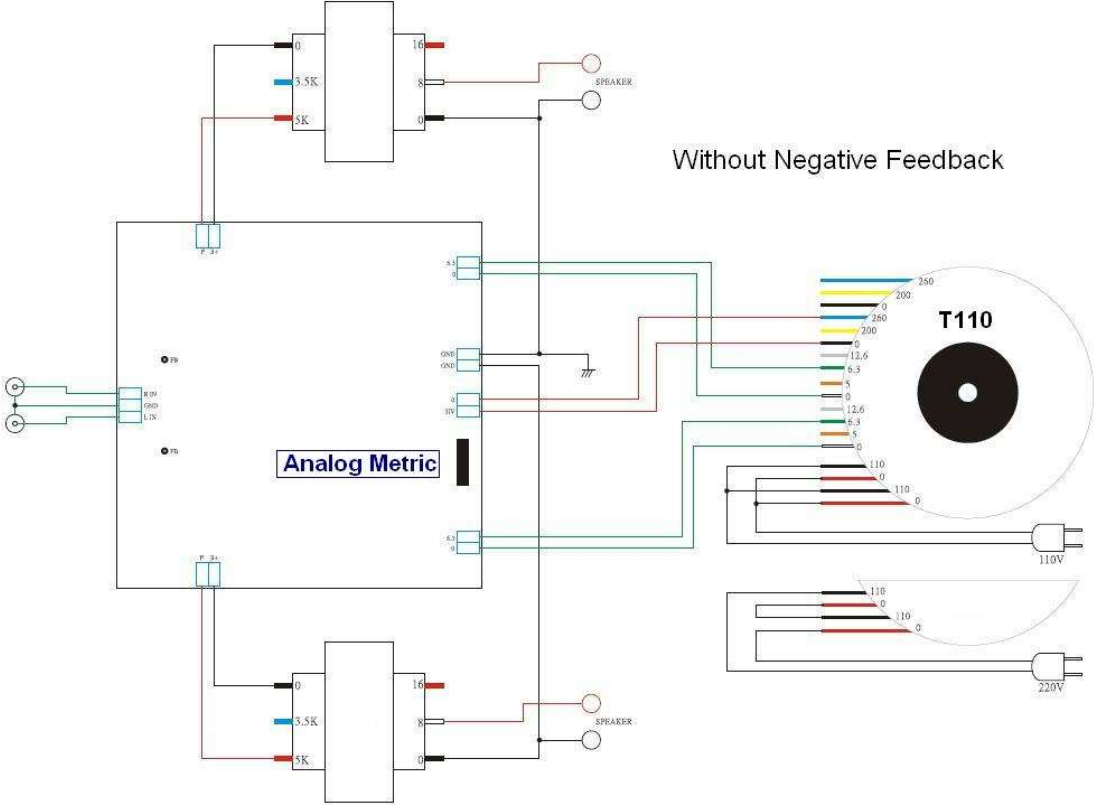 0
16
3.5K
8
SPEAKER
5K
0
Without Negative Feedback
P B+
6.3
0
260
200
0
260
T110
200
0
GND
12.6
GND
6.3
FB
5
RIN
0
0
GND
HV
12.6
LIN
6.3
5
FB
0
Analog Metric
110
0
110
0
6.3
0
110V
P B+
110
0
110
0
220V
0
16
3.5K
8
SPEAKER
5K
0